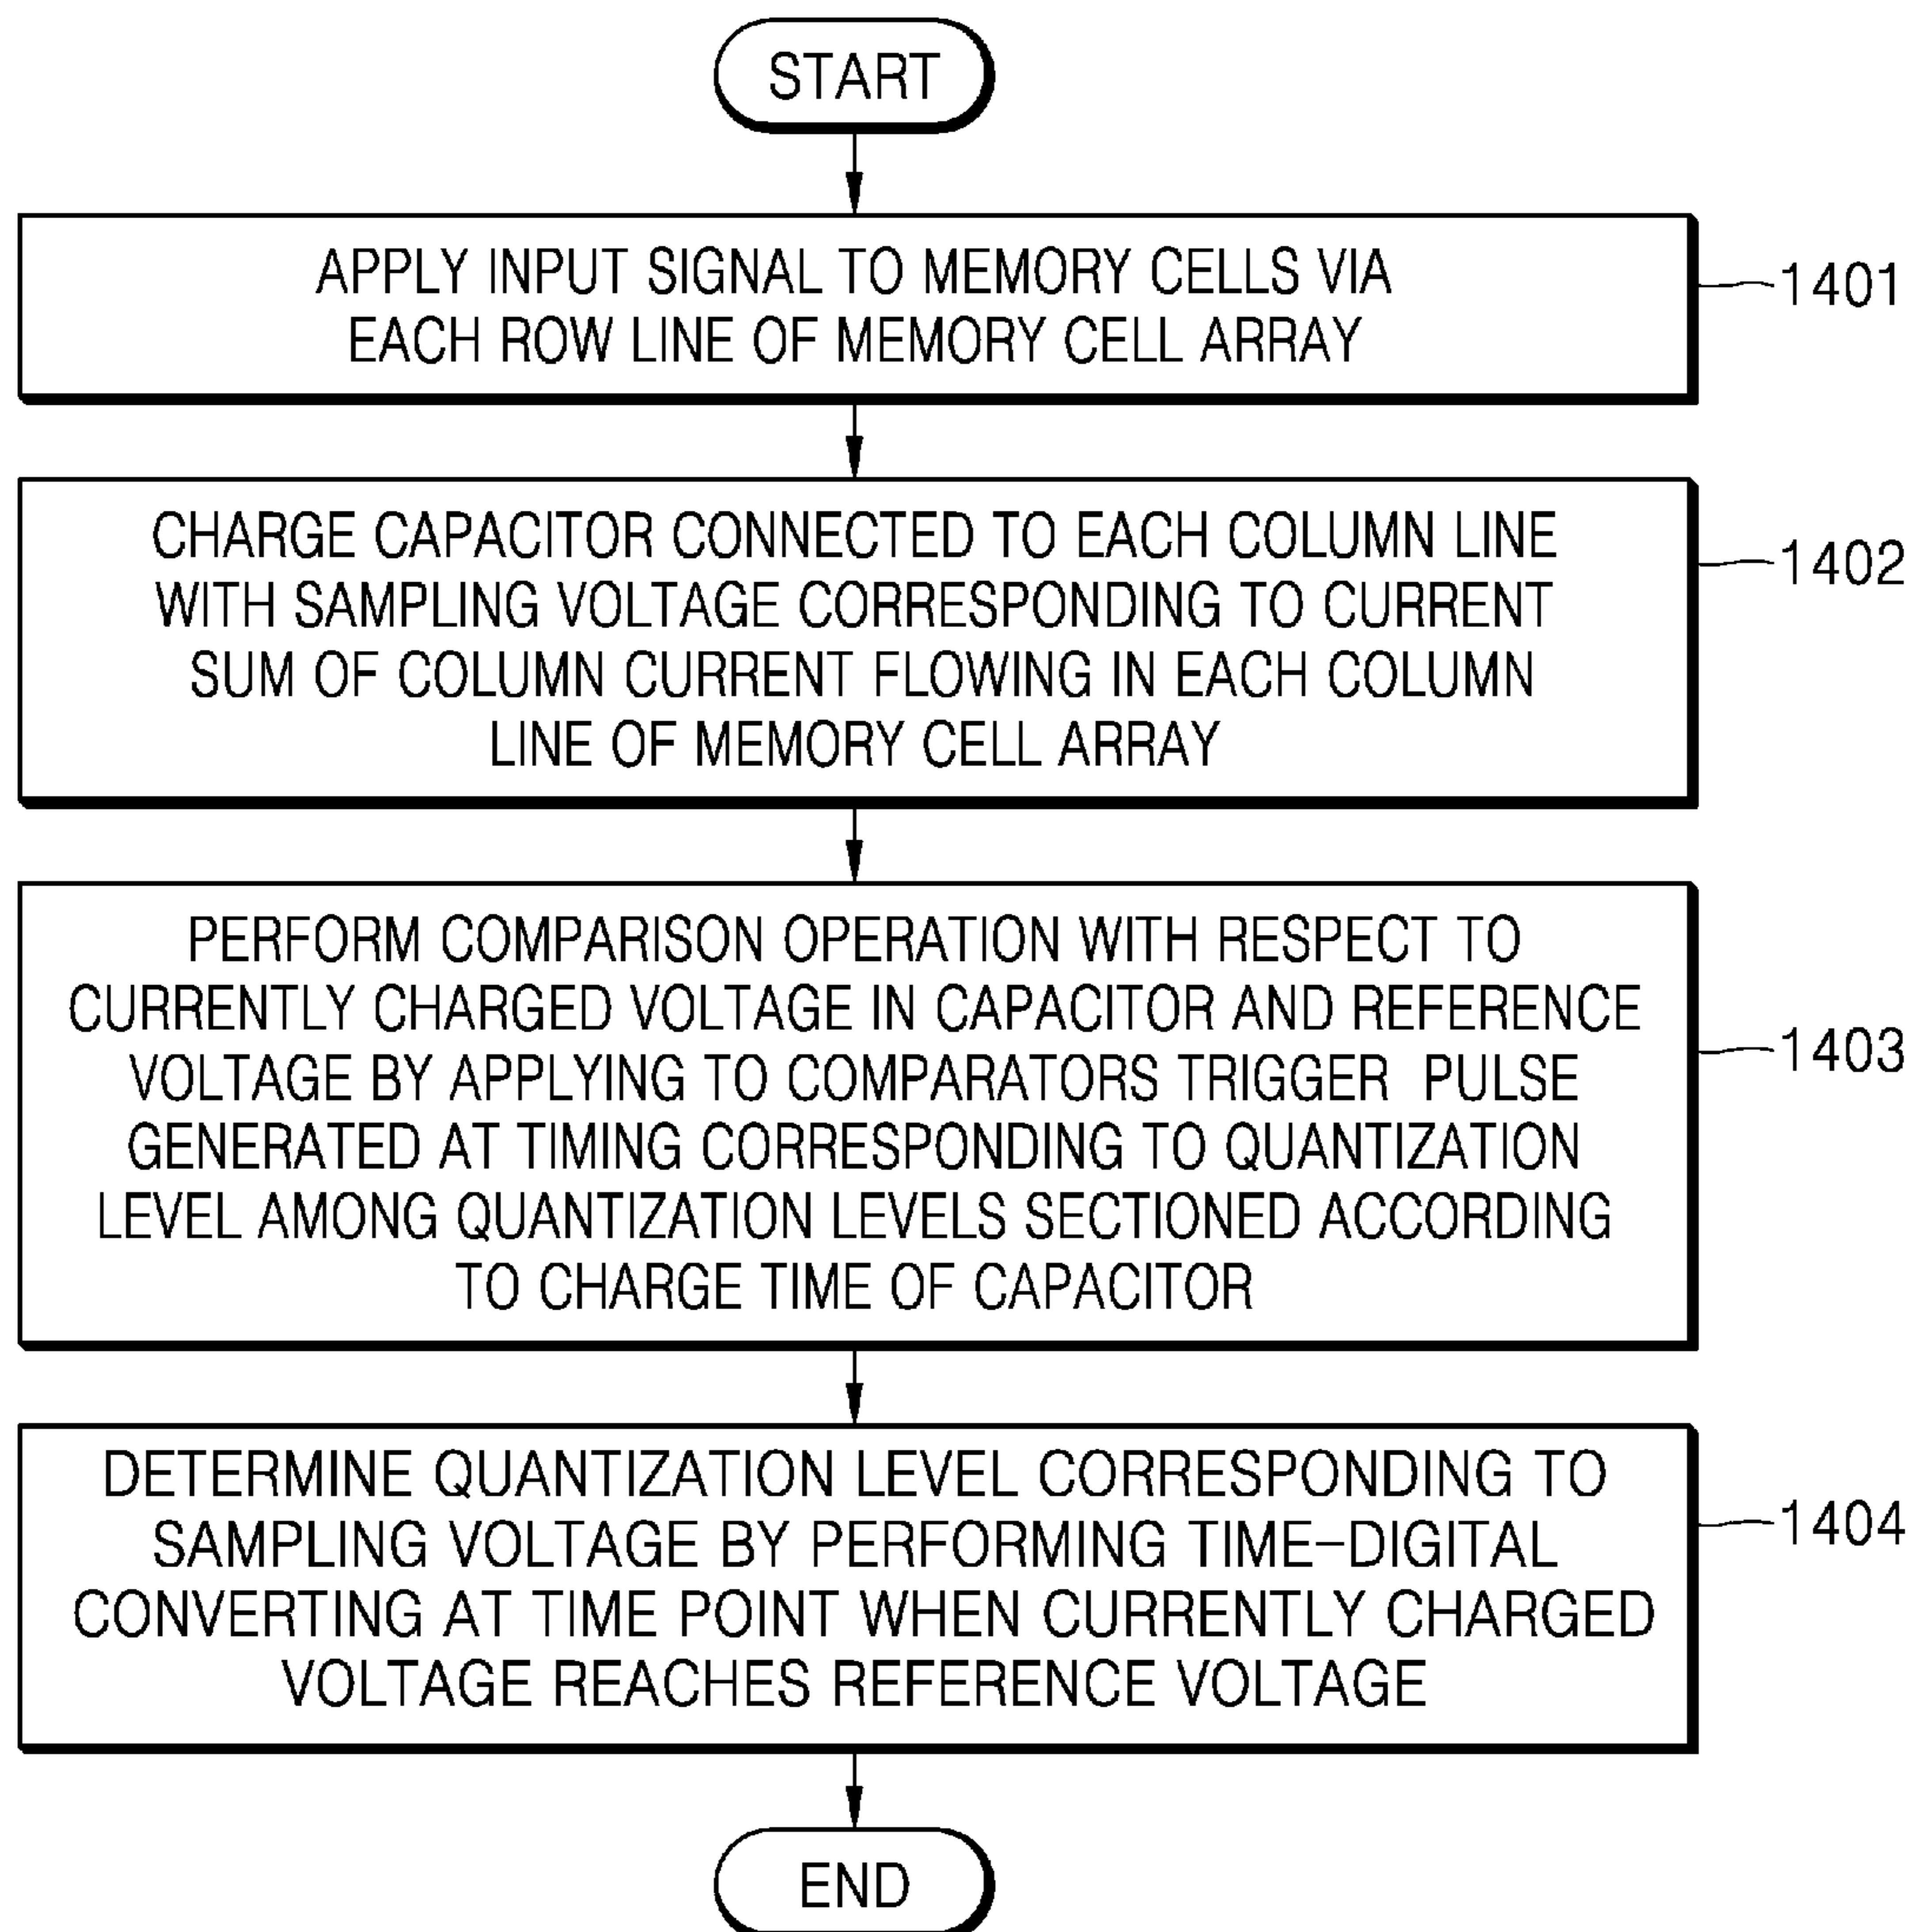 START
APPLY INPUT SIGNAL TO MEMORY CELLS VIA
EACH ROW LINE OF MEMORY CELL ARRAY
1401
CHARGE CAPACITOR CONNECTED TO EACH COLUMN LINE
WITH SAMPLING VOLTAGE CORRESPONDING TO CURRENT
SUM OF COLUMN CURRENT FLOWING IN EACH COLUMN
LINE OF MEMORY CELL ARRAY
1402
PERFORM COMPARISON OPERATION WITH RESPECT TO
CURRENTLY CHARGED VOLTAGE IN CAPACITOR AND REFERENCE
VOLTAGE BY APPLYING TO COMPARATORS TRIGGER PULSE
GENERATED AT TIMING CORRESPONDING TO QUANTIZATION
LEVEL AMONG QUANTIZATION LEVELS SECTIONED ACCORDING
TO CHARGE TIME OF CAPACITOR
1403
DETERMINE QUANTIZATION LEVEL CORRESPONDING TO
SAMPLING VOLTAGE BY PERFORMING TIME-DIGITAL
CONVERTING AT TIME POINT WHEN CURRENTLY CHARGED
VOLTAGE REACHES REFERENCE VOLTAGE
1404
END